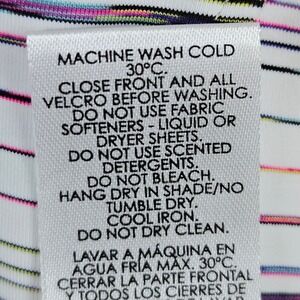 MACHINE WASH COLD
30°C.
CLOSE FRONT AND ALL
VELCRO BEFORE WASHING.
DO NOT USE FABRIC
SOFTENERS - LIQUID OR
DRYER SHEETS.
DO NOT USE SCENTED
DETERGENTS.
DO NOT BLEACH.
HANG DRY IN SHADE/NO
TUMBLE DRY.
COOL IRON.
DO NOT DRY CLEAN.
LAVAR A MÁQUINA EN
AGUA FRÍA MÁX. 30°C.
CERRAR LA PARTE FRONTAL
Y TODOS LOS CIERRES DE